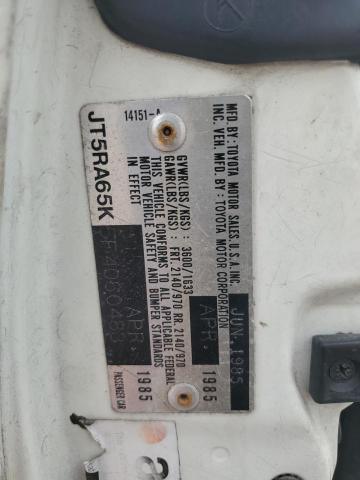 MFD.BY: TOYOTA MOTOR SALES,U.S.A.INC. JUN. 1985
INC. VEH. MFD.BY: TOYOTA MOTOR CORPORATION APR. 1985
GVWR(LBS/KGS) : 3600/1633
GAWR(LBS/KGS) : FRT. 2140/970 RR. 2140/970
THIS VEHICLE CONFORMS TO ALL APPLICABLE FEDERAL
MOTOR VEHICLE SAFETY AND BUMPER STANDARDS
IN EFFECT APR. 1985
JT5RA65K PASSENGER CAR
14151-A
a